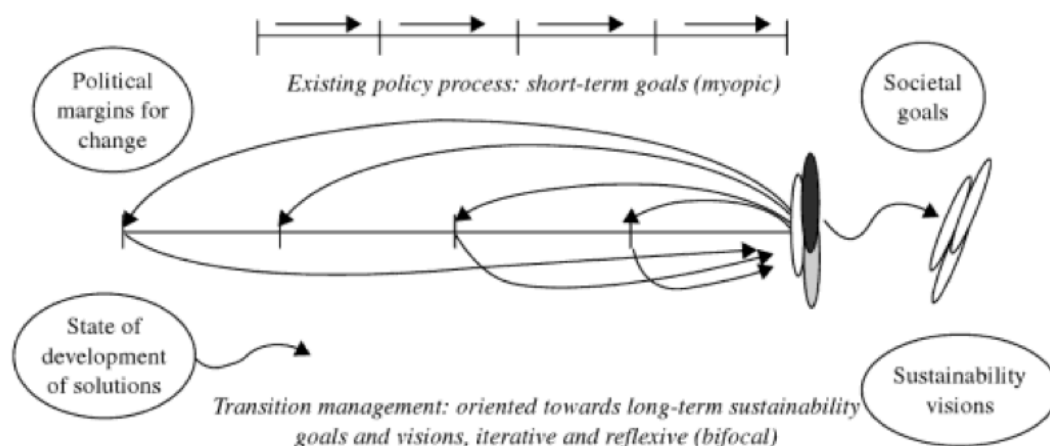 Existing policy process: short-term goals (myopic)
Political
margins for
change
Societal
goals
State of
development
of solutions
Sustainability
visions
Transition management: oriented towards long-term sustainability
goals and visions, iterative and reflexive (bifocal)